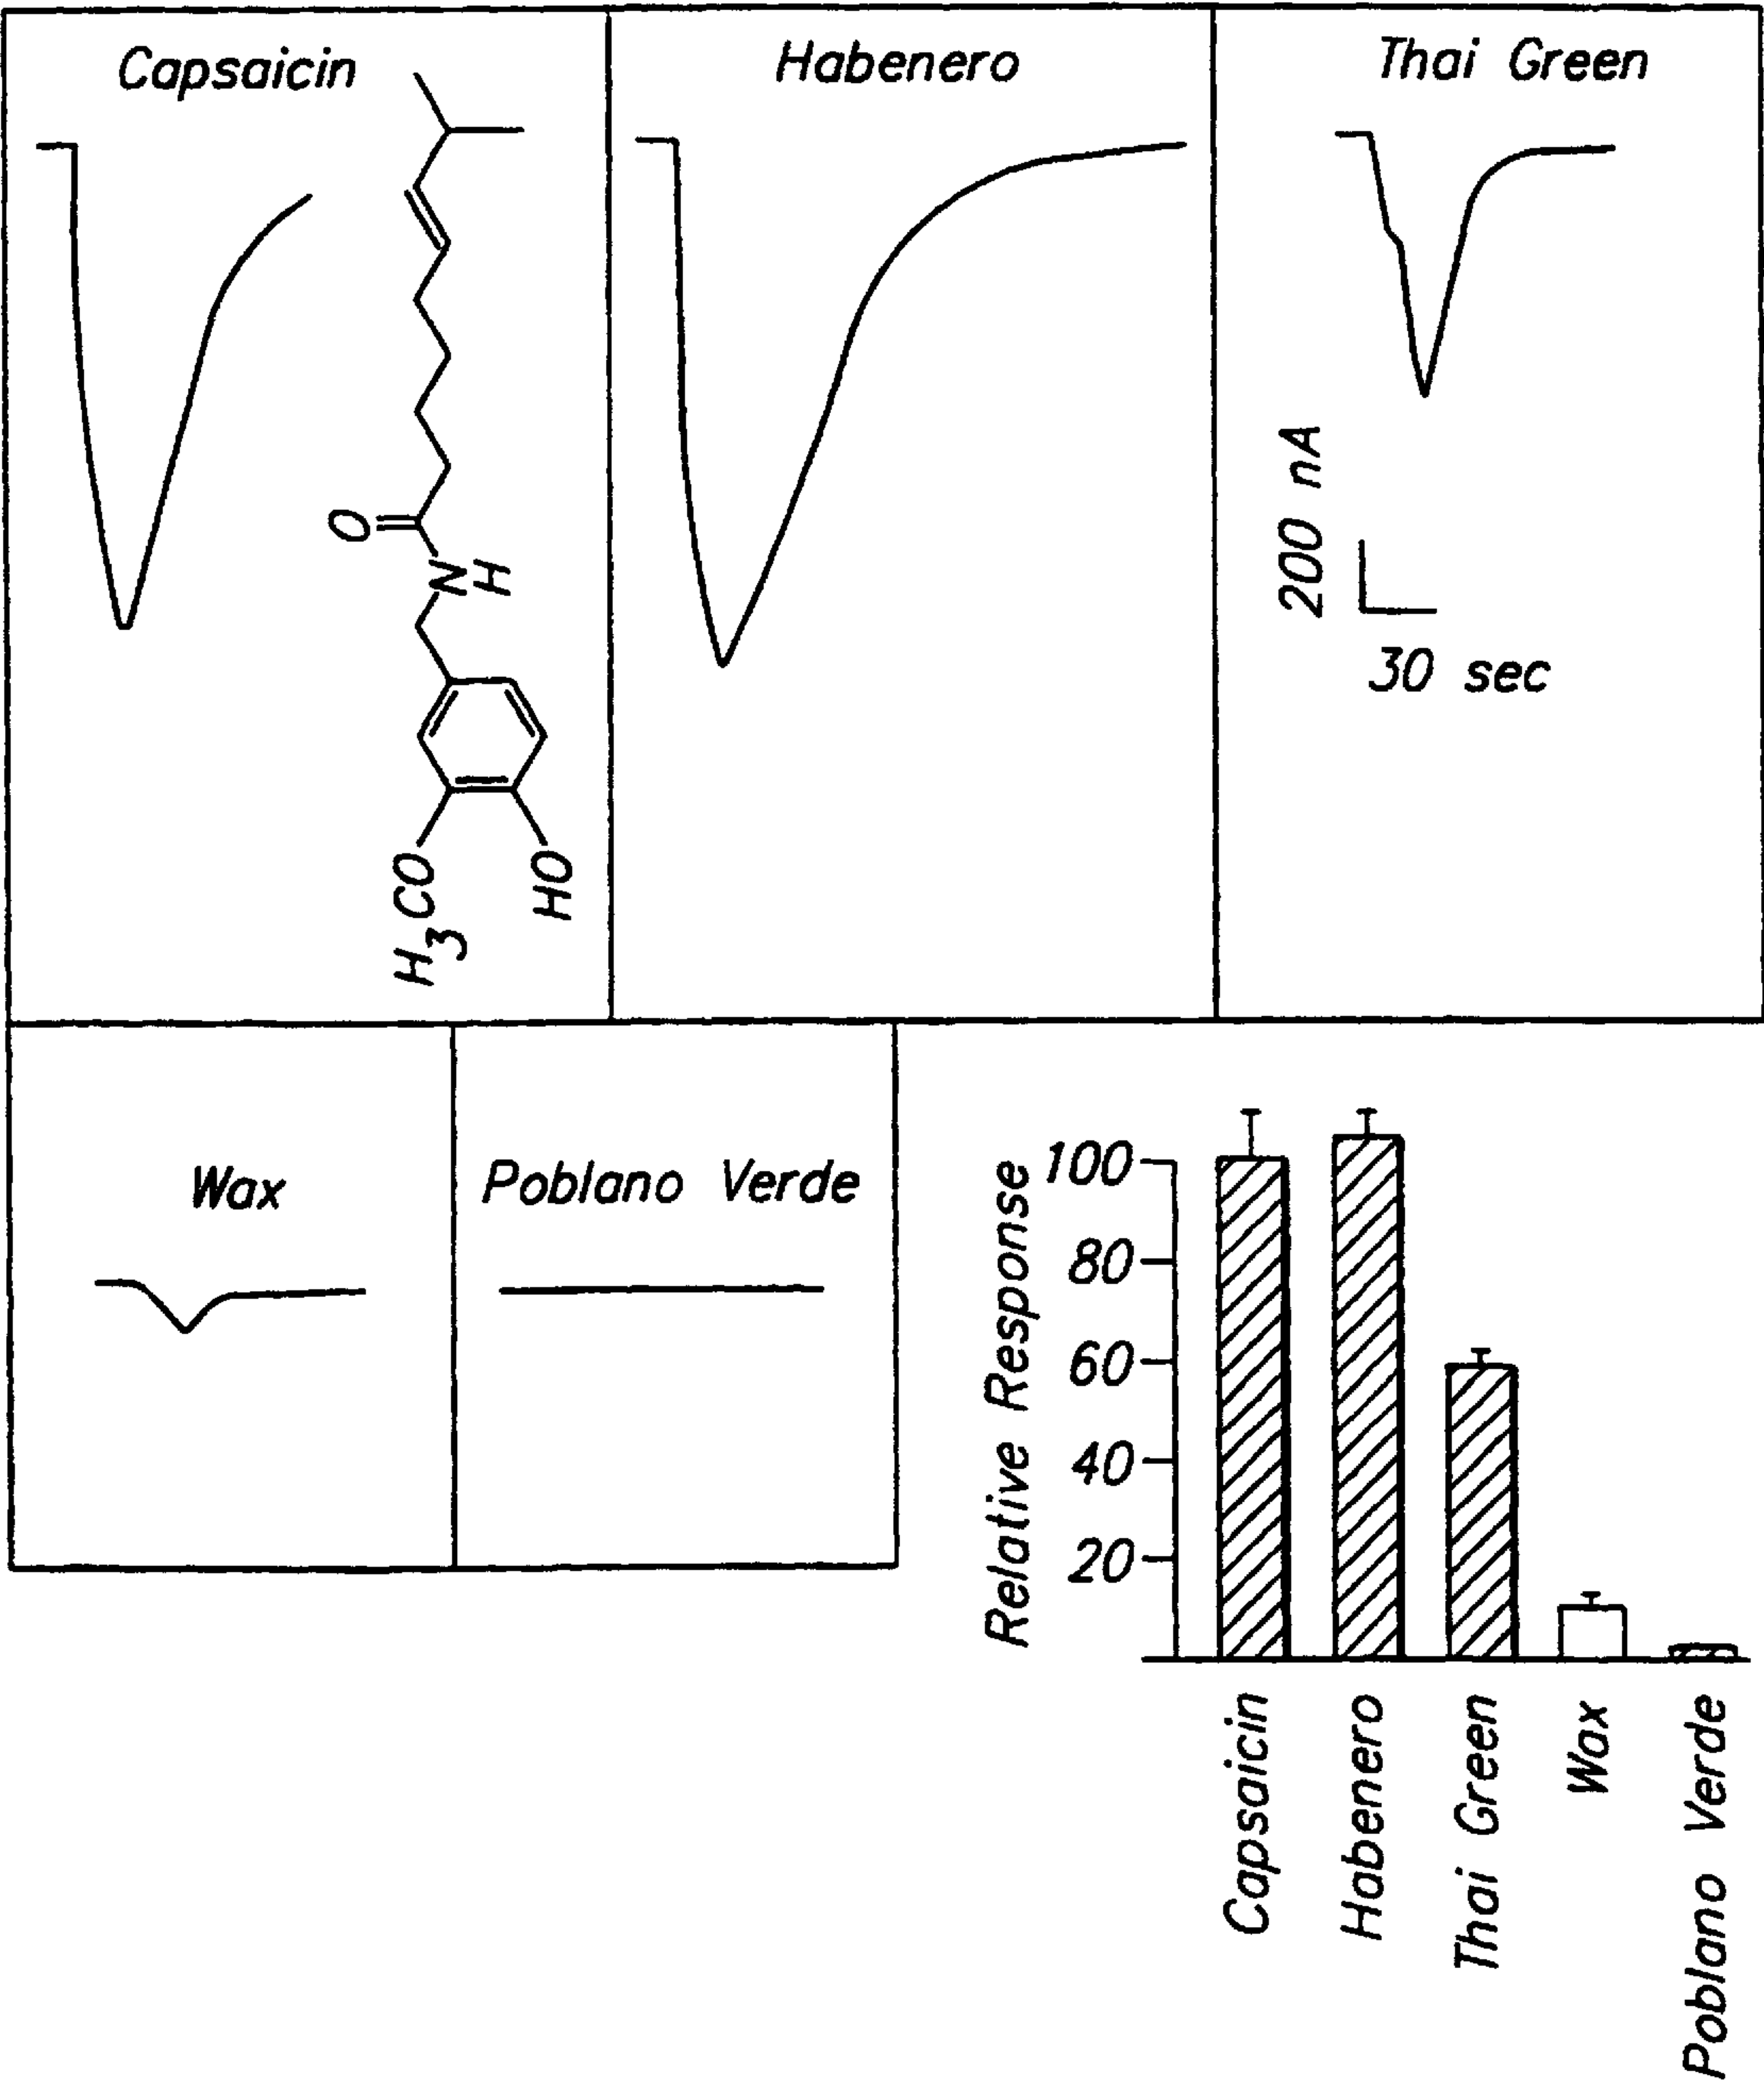 Capsaicin
Habenero
Thai Green
O
N
H
H3CO
HO
200 nA
30 sec
Wax
Poblano Verde
Relative Response
100
80
60
40
20
Capsaicin
Habenero
Thai Green
Wax
Poblano Verde